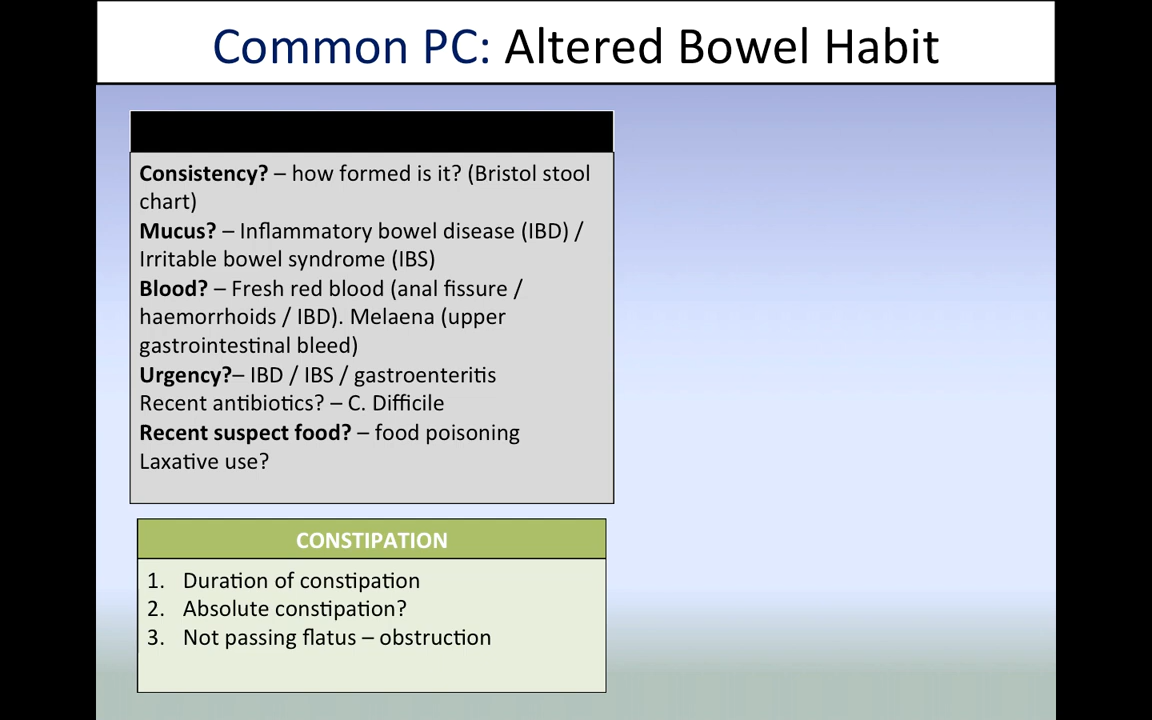 Common PC: Altered Bowel Habit
Consistency? – how formed is it? (Bristol stool
chart)
Mucus? – Inflammatory bowel disease (IBD) /
Irritable bowel syndrome (IBS)
Blood? – Fresh red blood (anal fissure /
haemorrhoids / IBD). Melaena (upper
gastrointestinal bleed)
Urgency?– IBD / IBS / gastroenteritis
Recent antibiotics? – C. Difficile
Recent suspect food? – food poisoning
Laxative use?
CONSTIPATION
1. Duration of constipation
2. Absolute constipation?
3. Not passing flatus – obstruction